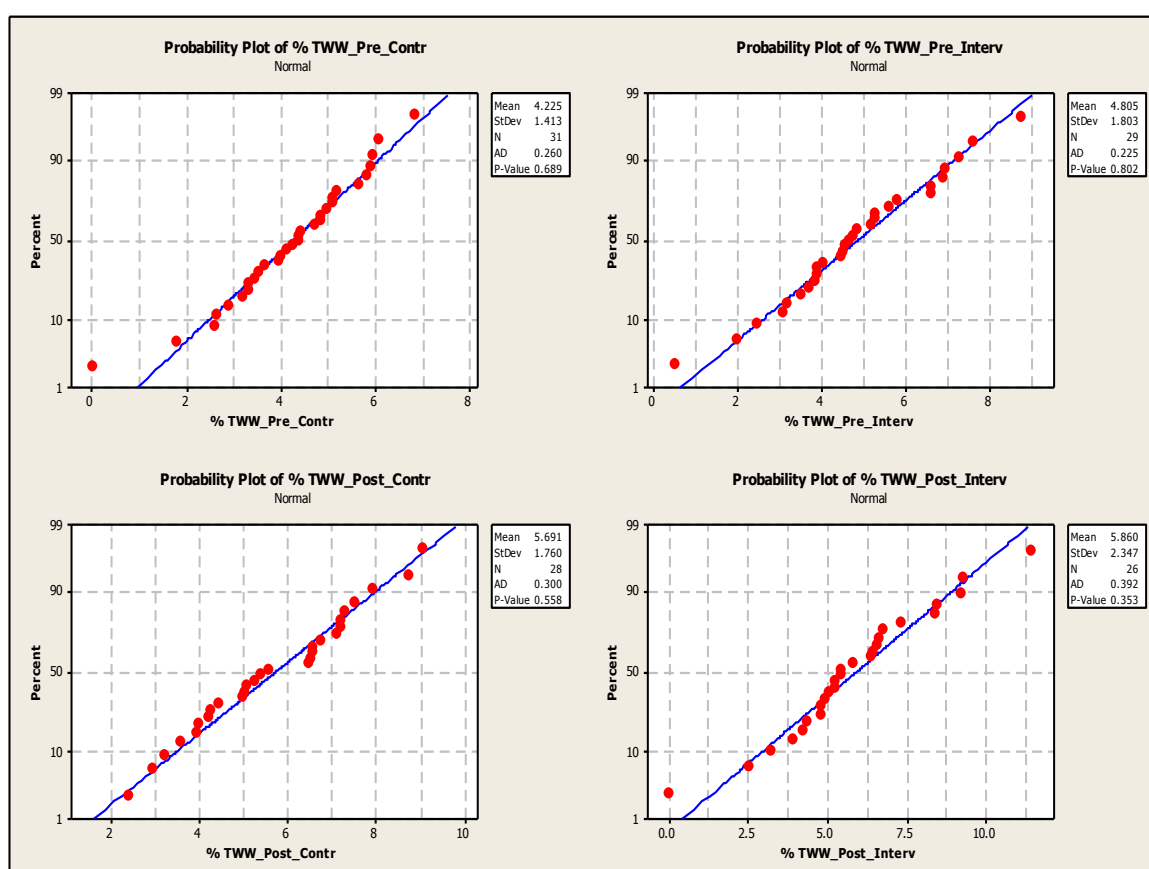 Probability Plot of % TWW_Pre_Contr
Normal
99
90
50
10
1
Percent
0 2 4 6 8
% TWW_Pre_Contr
Mean 4.225
StDev 1.413
N 31
AD 0.260
P-Value 0.689
Probability Plot of % TWW_Pre_Interv
Normal
99
90
50
10
1
Percent
0 2 4 6 8
% TWW_Pre_Interv
Mean 4.805
StDev 1.803
N 29
AD 0.225
P-Value 0.802
Probability Plot of % TWW_Post_Contr
Normal
99
90
50
10
1
Percent
2 4 6 8 10
% TWW_Post_Contr
Mean 5.691
StDev 1.760
N 28
AD 0.300
P-Value 0.558
Probability Plot of % TWW_Post_Interv
Normal
99
90
50
10
1
Percent
0.0 2.5 5.0 7.5 10.0
% TWW_Post_Interv
Mean 5.860
StDev 2.347
N 26
AD 0.392
P-Value 0.353